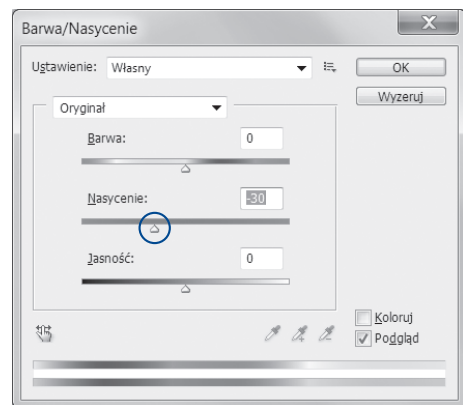 Barwa/Nasycenie
X
Ustawienie: Własny
OK
Oryginał
Wyzeruj
Barwa: 0
Nasycenie: -30
Jasność: 0
Koloruj
Podgląd